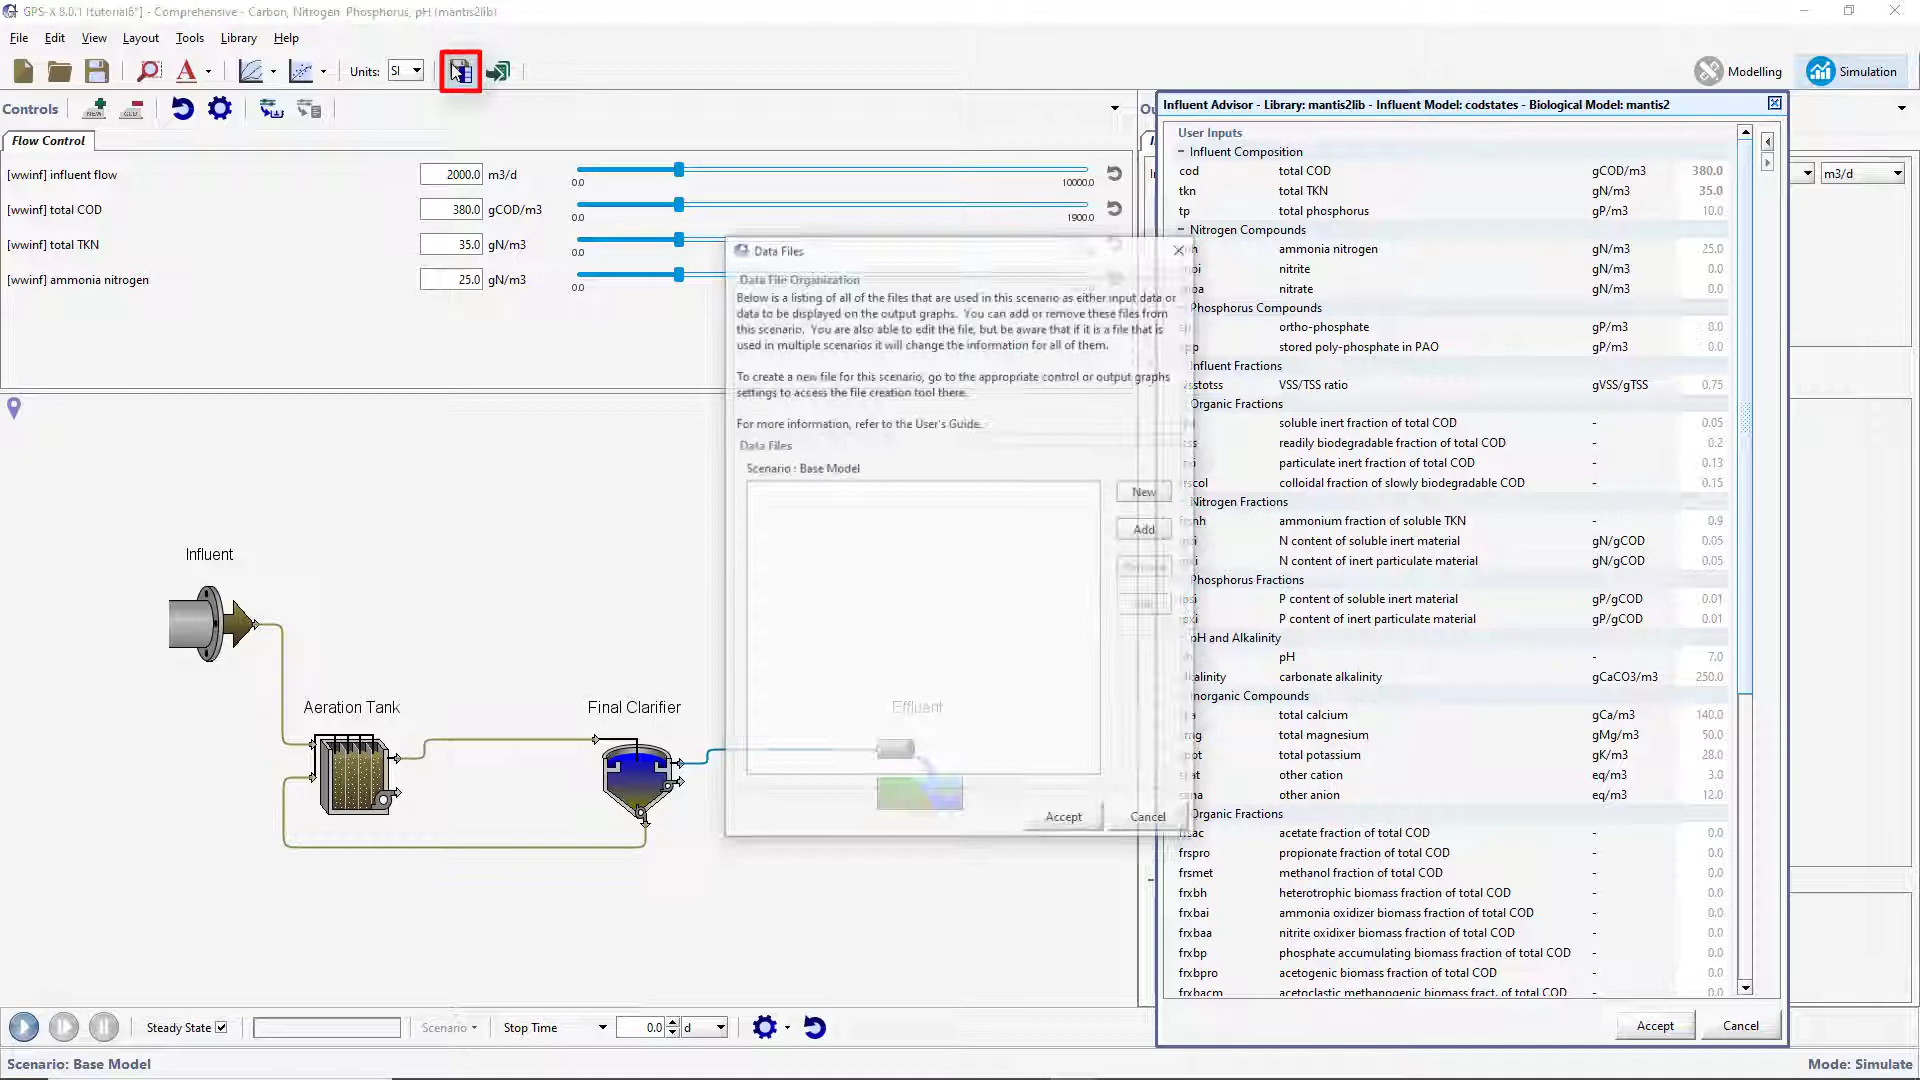 GPS-X 8.0.1 [tutorial6*] - Comprehensive - Carbon, Nitrogen, Phosphorus, pH (mantis2lib)
File Edit View Layout Tools Library Help
Units: SI
Modelling
Simulation
Controls
NEW
Flow Control
[wwinf] influent flow 2000.0 m3/d 0.0 10000.0
[wwinf] total COD 380.0 gCOD/m3 0.0 1900.0
[wwinf] total TKN 35.0 gN/m3 0.0
[wwinf] ammonia nitrogen 25.0 gN/m3 0.0
m3/d
Influent
Aeration Tank
Final Clarifier
Effluent
Data Files
Data File Organization
Below is a listing of all of the files that are used in this scenario as either input data or
data to be displayed on the output graphs. You can add or remove these files from
this scenario. You are also able to edit the file, but be aware that if it is a file that is
used in multiple scenarios it will change the information for all of them.
To create a new file for this scenario, go to the appropriate control or output graphs
settings to access the file creation tool there.
For more information, refer to the User's Guide.
Data Files
Scenario : Base Model
New
Add
Accept
Cancel
Influent Advisor - Library: mantis2lib - Influent Model: codstates - Biological Model: mantis2
User Inputs
Influent Composition
cod total COD gCOD/m3 380.0
tkn total TKN gN/m3 35.0
tp total phosphorus gP/m3 10.0
Nitrogen Compounds
ammonia nitrogen gN/m3 25.0
nitrite gN/m3 0.0
nitrate gN/m3 0.0
Phosphorus Compounds
ortho-phosphate gP/m3 8.0
stored poly-phosphate in PAO gP/m3 0.0
Influent Fractions
VSS/TSS ratio gVSS/gTSS 0.75
Organic Fractions
soluble inert fraction of total COD - 0.05
readily biodegradable fraction of total COD - 0.2
particulate inert fraction of total COD - 0.13
colloidal fraction of slowly biodegradable COD - 0.15
Nitrogen Fractions
ammonium fraction of soluble TKN - 0.9
N content of soluble inert material gN/gCOD 0.05
N content of inert particulate material gN/gCOD 0.05
Phosphorus Fractions
P content of soluble inert material gP/gCOD 0.01
P content of inert particulate material gP/gCOD 0.01
pH and Alkalinity
pH - 7.0
carbonate alkalinity gCaCO3/m3 250.0
Inorganic Compounds
total calcium gCa/m3 140.0
total magnesium gMg/m3 50.0
total potassium gK/m3 28.0
other cation eq/m3 3.0
other anion eq/m3 12.0
Organic Fractions
acetate fraction of total COD - 0.0
frspro propionate fraction of total COD - 0.0
frsmet methanol fraction of total COD - 0.0
frxbh heterotrophic biomass fraction of total COD - 0.0
frxbai ammonia oxidizer biomass fraction of total COD - 0.0
frxbaa nitrite oxidixer biomass fraction of total COD - 0.0
frxbp phosphate accumulating biomass fraction of total COD - 0.0
frxbpro acetogenic biomass fraction of total COD - 0.0
frxbacm acetoclastic methanogenic biomass fract. of total COD - 0.0
Accept
Cancel
Steady State
Scenario
Stop Time 0.0 d
Scenario: Base Model
Mode: Simulate